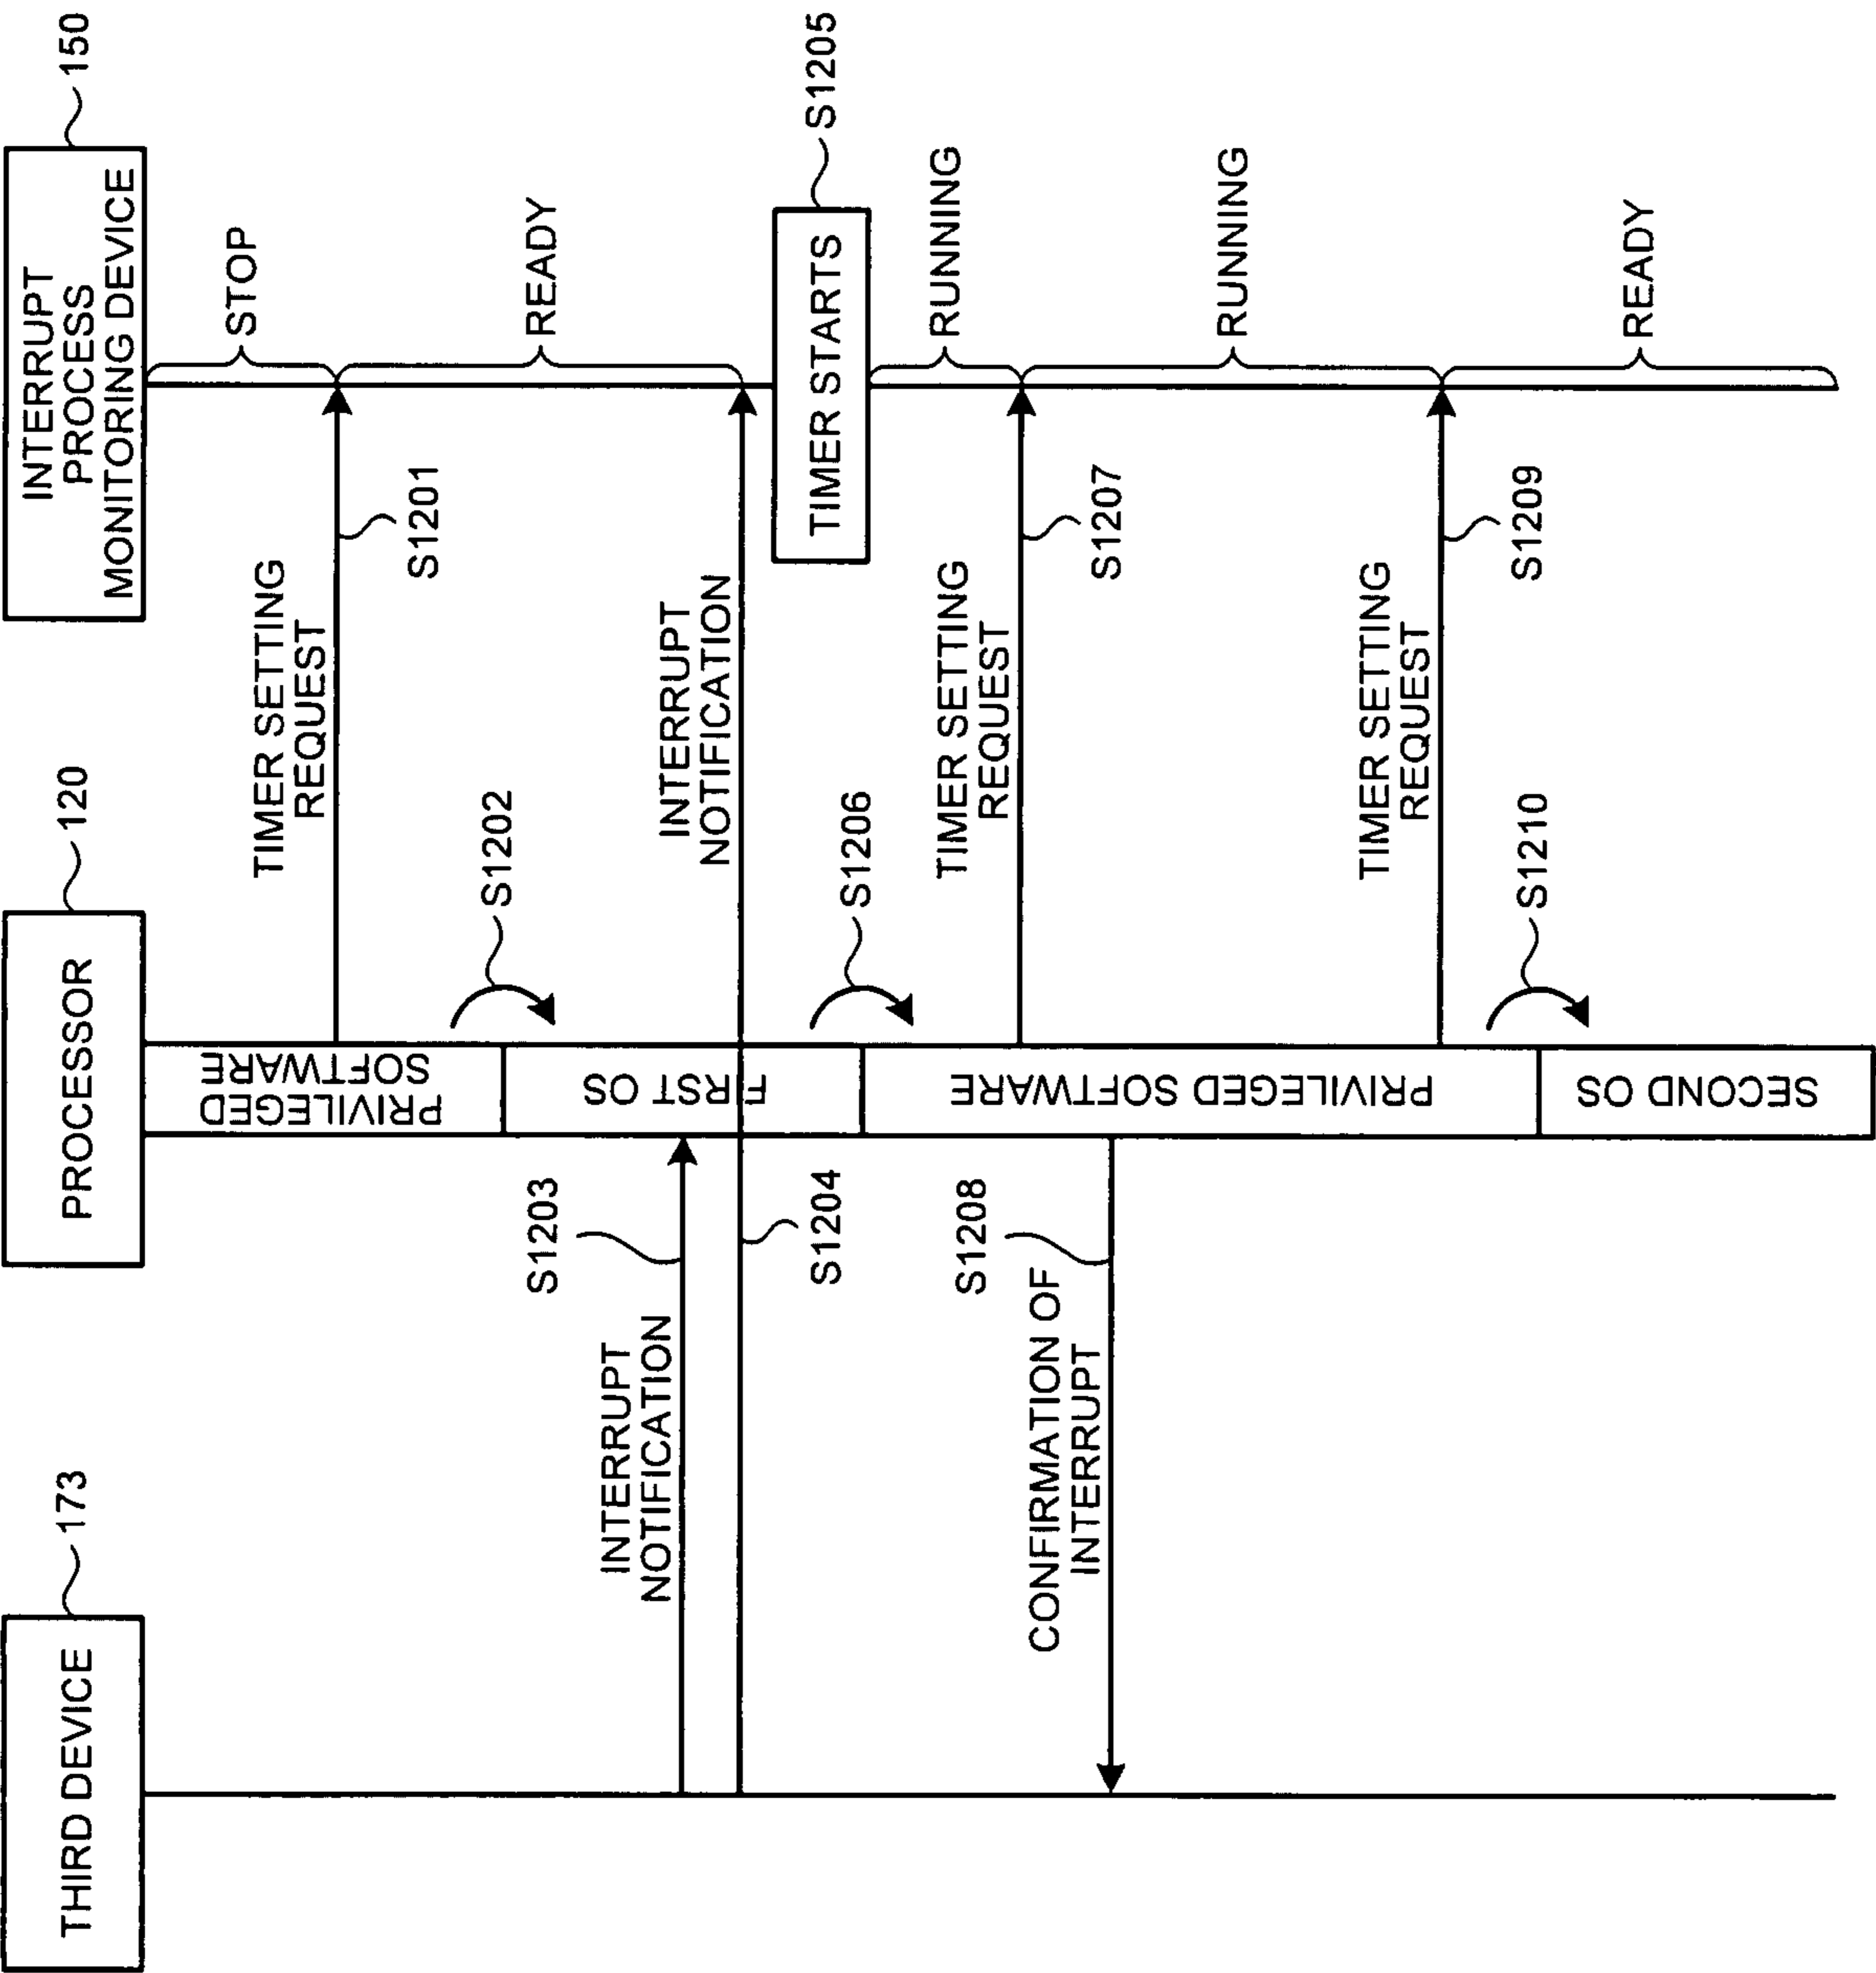 THIRD DEVICE
173
PROCESSOR
120
INTERRUPT
PROCESS
MONITORING DEVICE
150
STOP
PRIVILEGED
SOFTWARE
TIMER SETTING
REQUEST
S1201
S1202
READY
FIRST OS
INTERRUPT
NOTIFICATION
S1203
INTERRUPT
NOTIFICATION
S1204
TIMER STARTS
S1205
S1206
RUNNING
PRIVILEGED SOFTWARE
TIMER SETTING
REQUEST
S1207
CONFIRMATION OF
INTERRUPT
S1208
RUNNING
TIMER SETTING
REQUEST
S1209
S1210
READY
SECOND OS